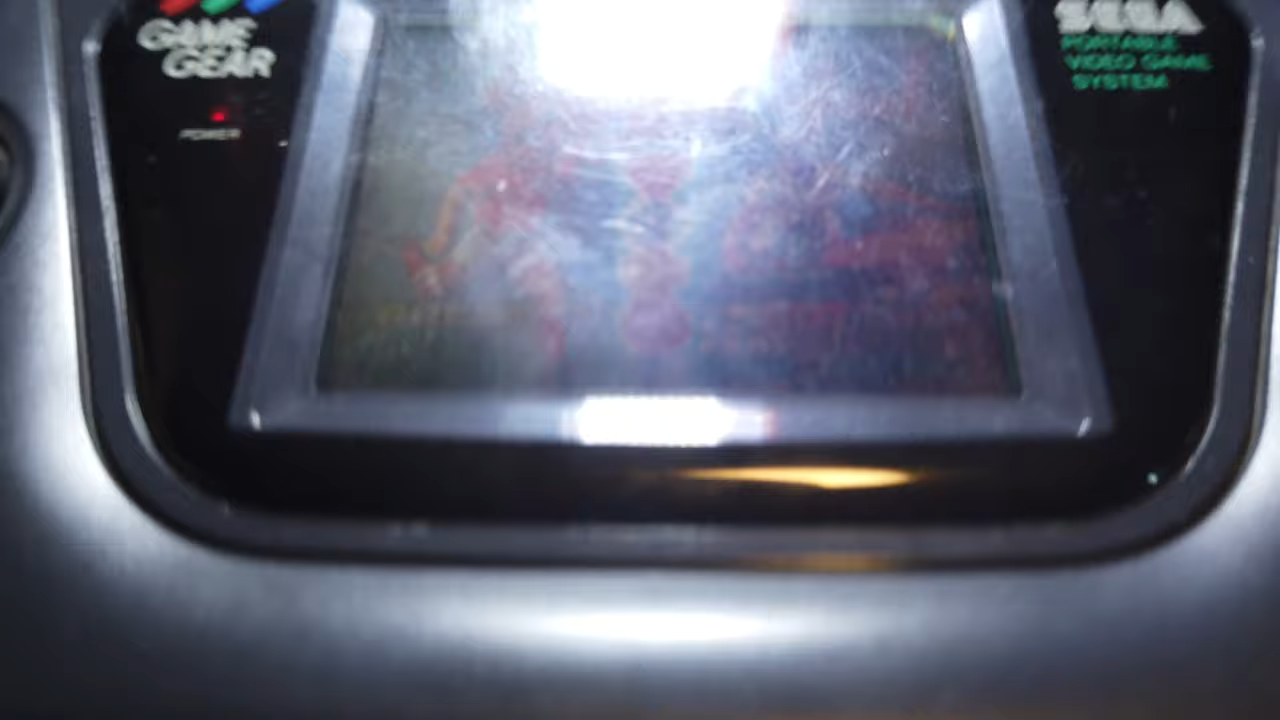 GAME
GEAR
POWER
SEGA
PORTABLE
VIDEO GAME
SYSTEM